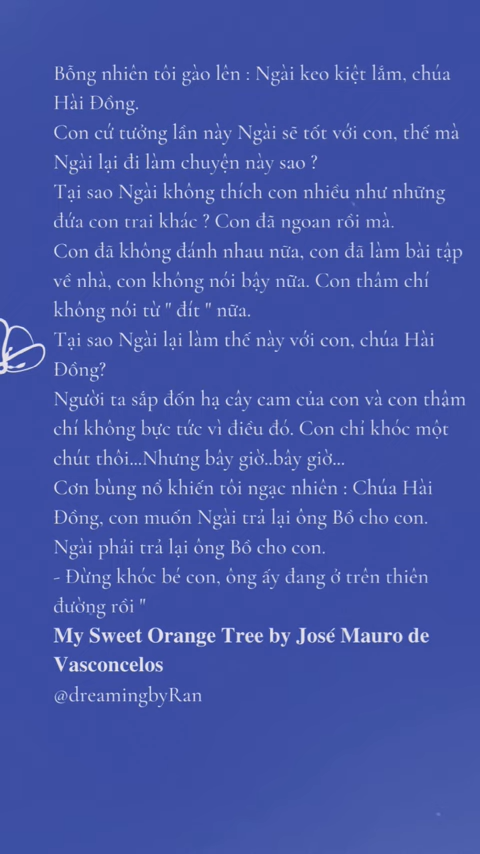 Bỗng nhiên tôi gào lên : Ngài keo kiệt lắm, chúa
Hài Đồng.
Con cứ tưởng lần này Ngài sẽ tốt với con, thế mà
Ngài lại đi làm chuyện này sao ?
Tại sao Ngài không thích con nhiều như những
đứa con trai khác ? Con đã ngoan rồi mà.
Con đã không đánh nhau nữa, con đã làm bài tập
về nhà, con không nói bậy nữa. Con thâm chí
không nói từ " đít " nữa.
Tại sao Ngài lại làm thế này với con, chúa Hài
Đồng?
Người ta sắp đốn hạ cây cam của con và con thậm
chí không bực tức vì điều đó. Con chỉ khóc một
chút thôi...Nhưng bây giờ..bây giờ...
Cơn bùng nổ khiến tôi ngạc nhiên : Chúa Hài
Đồng, con muốn Ngài trả lại ông Bồ cho con.
Ngài phải trả lại ông Bồ cho con.
- Đừng khóc bé con, ông ấy đang ở trên thiên
đường rồi "
My Sweet Orange Tree by José Mauro de
Vasconcelos
@dreamingbyRan